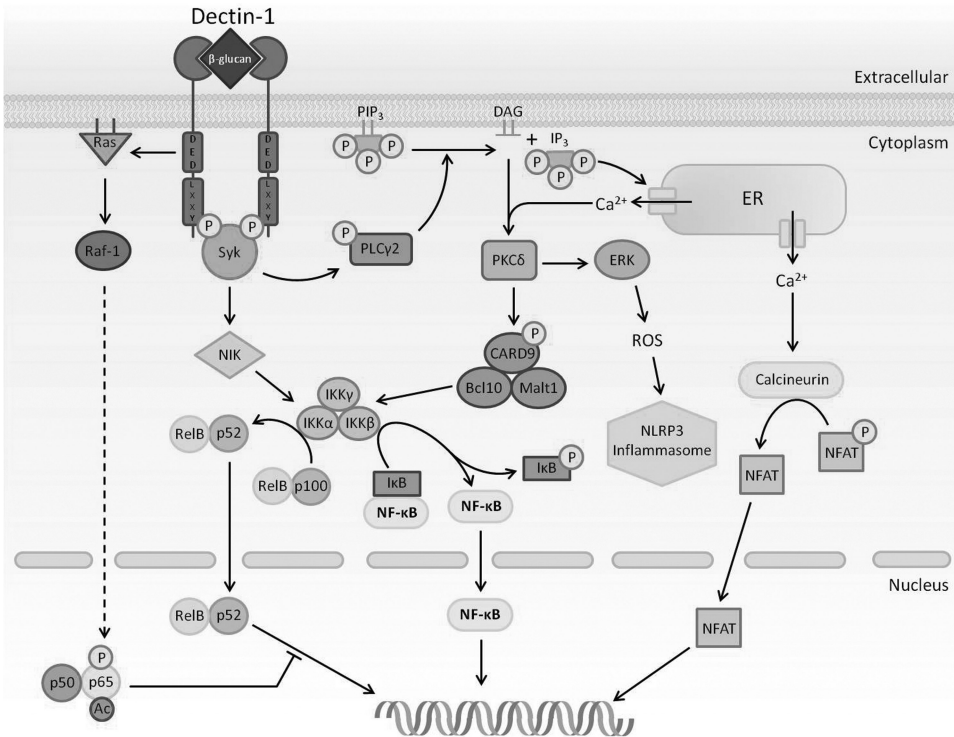 Dectin-1
β-glucan
Extracellular
PIP3
DAG
Cytoplasm
Ras
D
E
D
D
E
D
P
P
P
+
IP3
P
P
P
L
X
X
Y
L
X
X
Y
ER
Ca2+
P
P
P
Raf-1
Syk
PLCγ2
PKCδ
ERK
Ca2+
P
ROS
NIK
CARD9
Bcl10
Malt1
Calcineurin
IKKγ
IKKα
IKKβ
RelB
p52
P
NLRP3
Inflammasome
NFAT
P
IκB
NFAT
RelB
p100
IκB
NF-κB
NF-κB
Nucleus
RelB
p52
NF-κB
NFAT
P
p50
p65
Ac